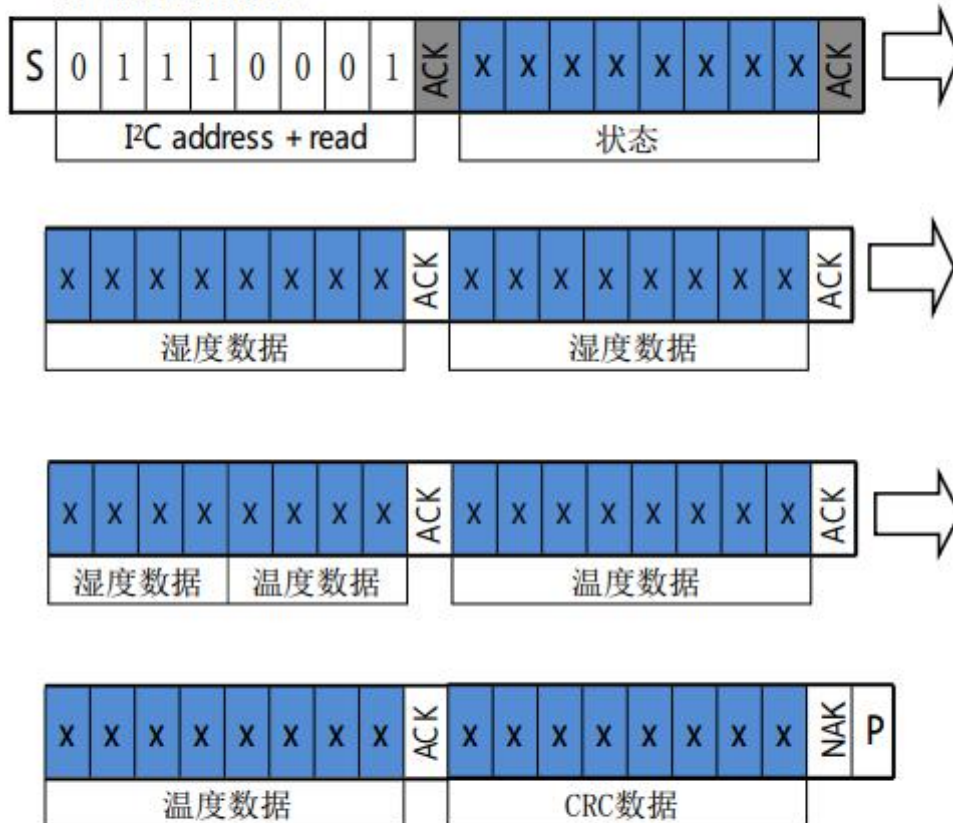 S 0 1 1 1 0 0 0 1 ACK X X X X X X X X ACK
I²C address + read 状态
X X X X X X X X ACK X X X X X X X X ACK
湿度数据 湿度数据
X X X X X X X X ACK X X X X X X X X ACK
湿度数据 温度数据 温度数据
X X X X X X X X ACK X X X X X X X X NAK P
温度数据 CRC数据